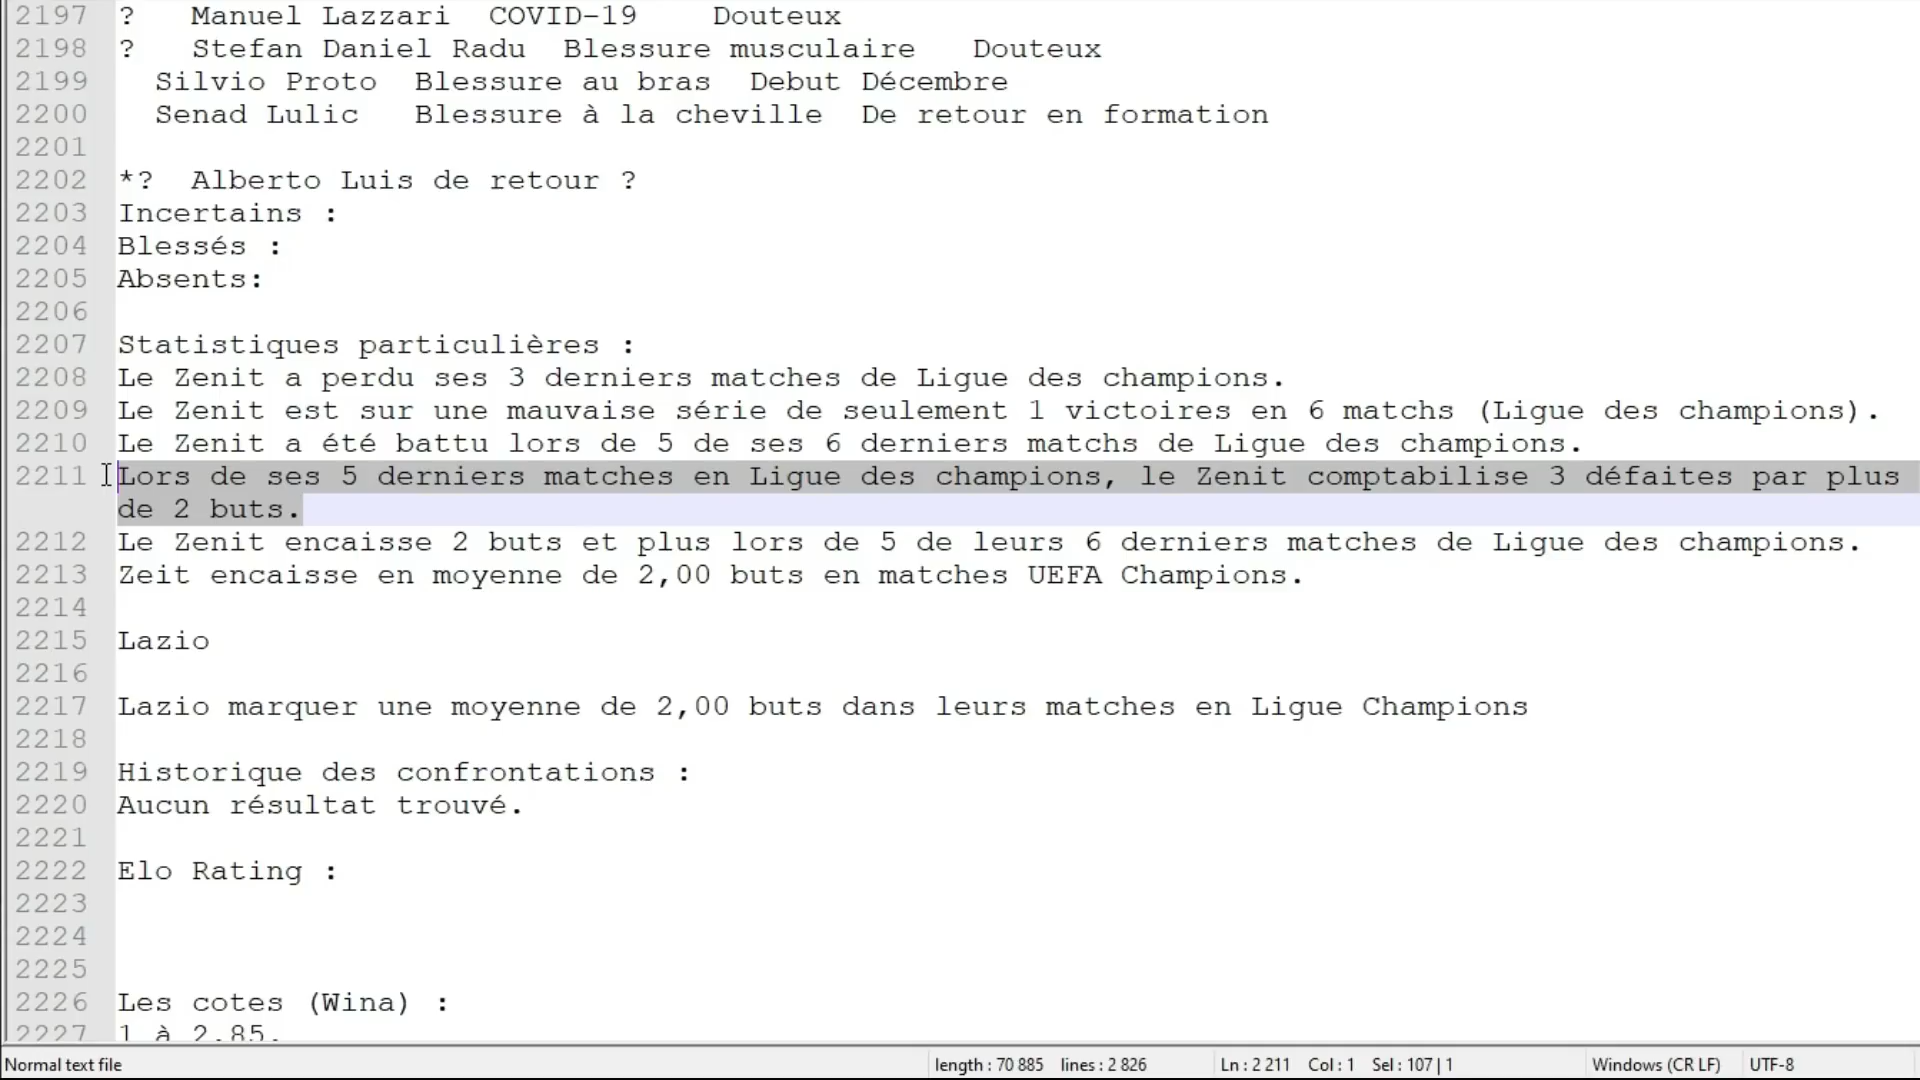 2197 ? Manuel Lazzari COVID-19 Douteux
2198 ? Stefan Daniel Radu Blessure musculaire Douteux
2199 Silvio Proto Blessure au bras Debut Décembre
2200 Senad Lulic Blessure à la cheville De retour en formation
2201
2202 *? Alberto Luis de retour ?
2203 Incertains :
2204 Blessés :
2205 Absents:
2206
2207 Statistiques particulières :
2208 Le Zenit a perdu ses 3 derniers matches de Ligue des champions.
2209 Le Zenit est sur une mauvaise série de seulement 1 victoires en 6 matchs (Ligue des champions).
2210 Le Zenit a été battu lors de 5 de ses 6 derniers matchs de Ligue des champions.
2211 Lors de ses 5 derniers matches en Ligue des champions, le Zenit comptabilise 3 défaites par plus
de 2 buts.
2212 Le Zenit encaisse 2 buts et plus lors de 5 de leurs 6 derniers matches de Ligue des champions.
2213 Zeit encaisse en moyenne de 2,00 buts en matches UEFA Champions.
2214
2215 Lazio
2216
2217 Lazio marquer une moyenne de 2,00 buts dans leurs matches en Ligue Champions
2218
2219 Historique des confrontations :
2220 Aucun résultat trouvé.
2221
2222 Elo Rating :
2223
2224
2225
2226 Les cotes (Wina) :
2227 1 à 2.85.
Normal text file length : 70 885 lines : 2 826 Ln : 2 211 Col : 1 Sel : 107 | 1 Windows (CR LF) UTF-8